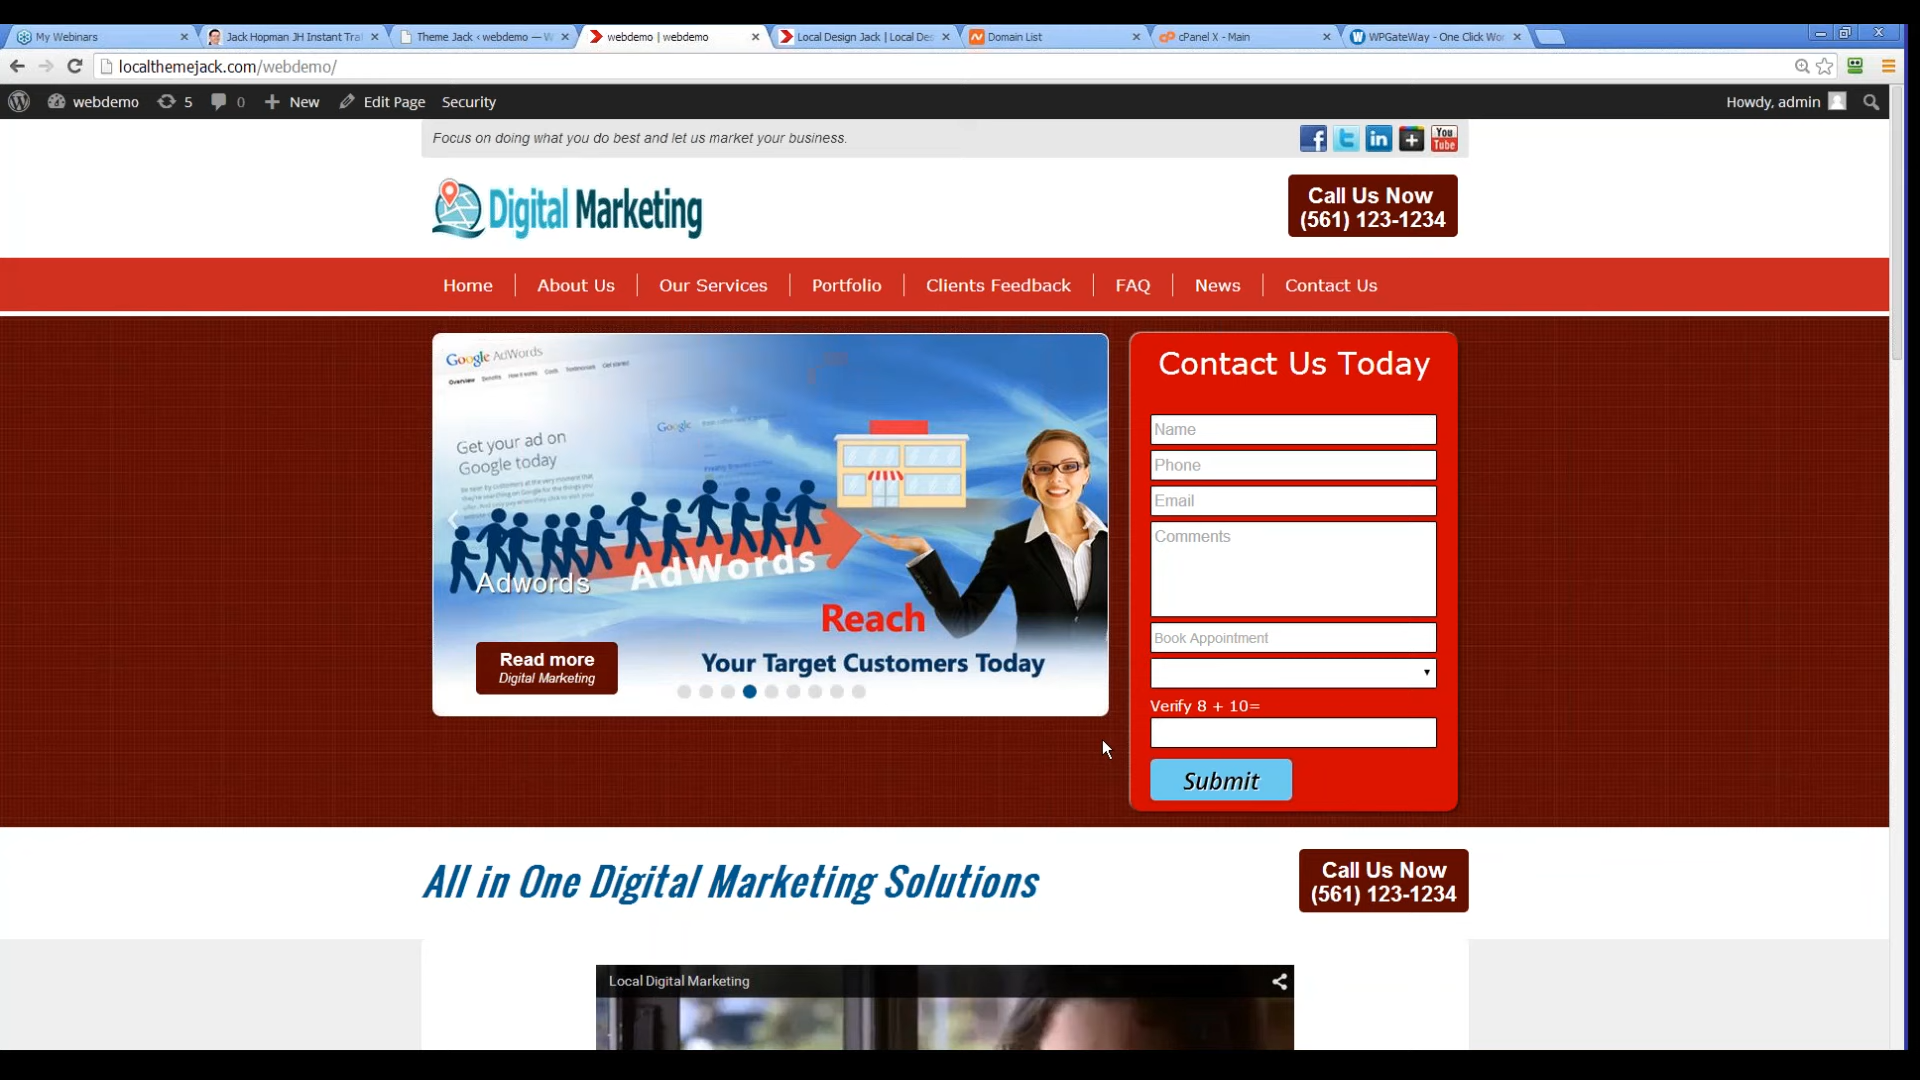 My Webinars
Jack Hopman JH Instant Tra
Theme Jack ‹ webdemo — W
webdemo | webdemo
Local Design Jack | Local De
Domain List
cPanel X - Main
WPGateWay - One Click Wo
localthemejack.com/webdemo/
webdemo
5
0
New
Edit Page
Security
Howdy, admin
Focus on doing what you do best and let us market your business.
You
Tube
Digital Marketing
Call Us Now
(561) 123-1234
Home
About Us
Our Services
Portfolio
Clients Feedback
FAQ
News
Contact Us
Google AdWords
Overview Benefits How it works Costs Testimonials Get started
Get your ad on
Google today
Google
AdWords
Adwords
Reach
Your Target Customers Today
Read more
Digital Marketing
Contact Us Today
Name
Phone
Email
Comments
Book Appointment
Verify 8 + 10=
Submit
All in One Digital Marketing Solutions
Call Us Now
(561) 123-1234
Local Digital Marketing